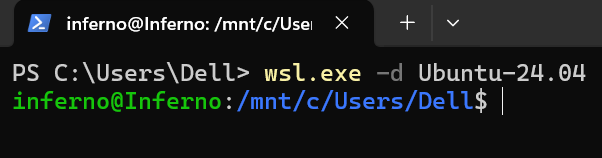 inferno@Inferno: /mnt/c/User
PS C:\Users\Dell> wsl.exe -d Ubuntu-24.04
inferno@Inferno:/mnt/c/Users/Dell$